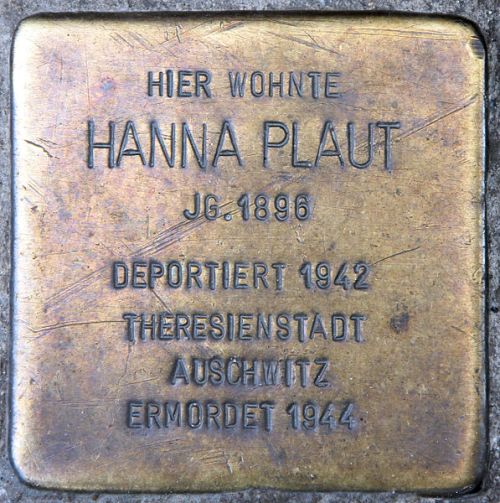 HIER WOHNTE
HANNA PLAUT
JG. 1896
DEPORTIERT 1942
THERESIENSTADT
AUSCHWITZ
ERMORDET 1944